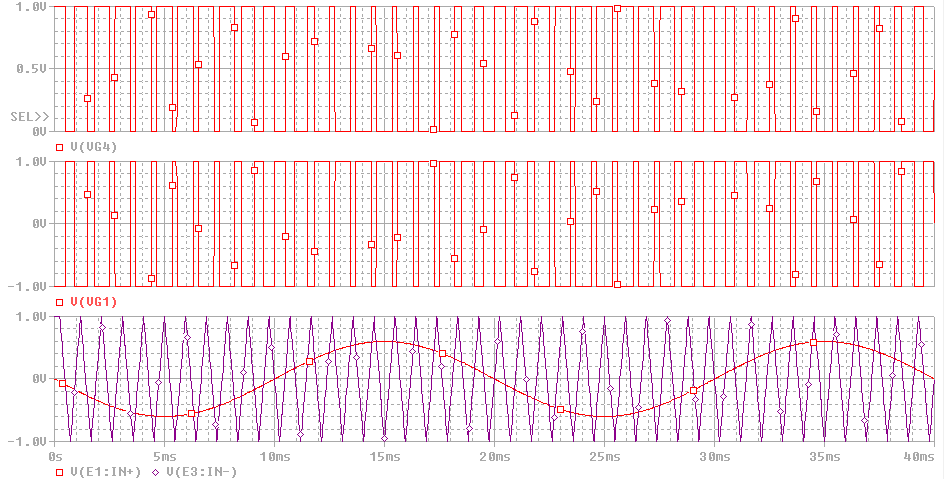 1.0V
0.5V
SEL>>
0V
V(VG4)
1.0V
0V
-1.0V
V(VG1)
1.0V
0V
-1.0V
0s 5ms 10ms 15ms 20ms 25ms 30ms 35ms 40ms
V(E1:IN+) V(E3:IN-)